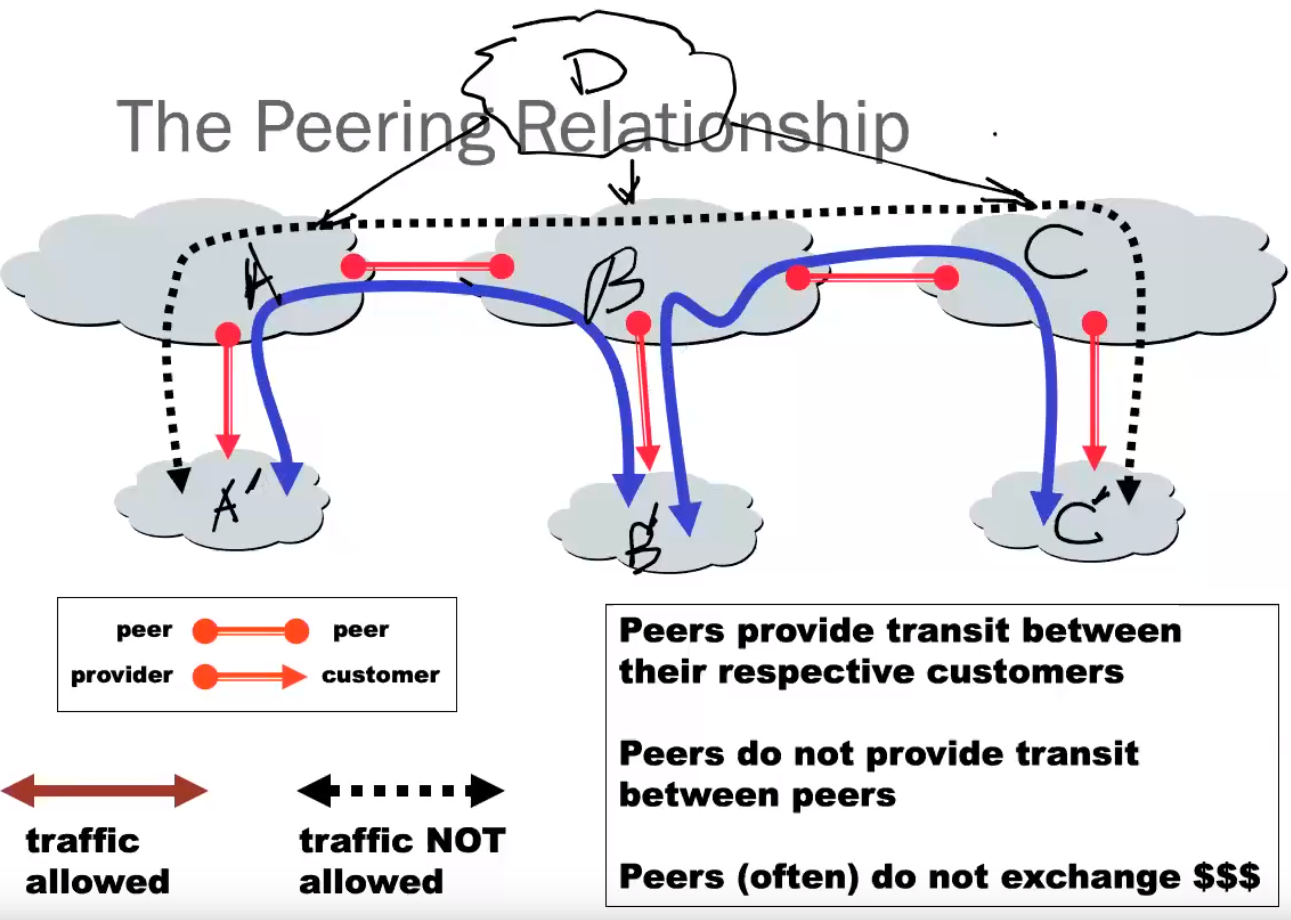 D
The Peering Relationship
A
B
C
A'
B'
C'
peer peer
provider customer
traffic
allowed
traffic NOT
allowed
Peers provide transit between
their respective customers
Peers do not provide transit
between peers
Peers (often) do not exchange $$$